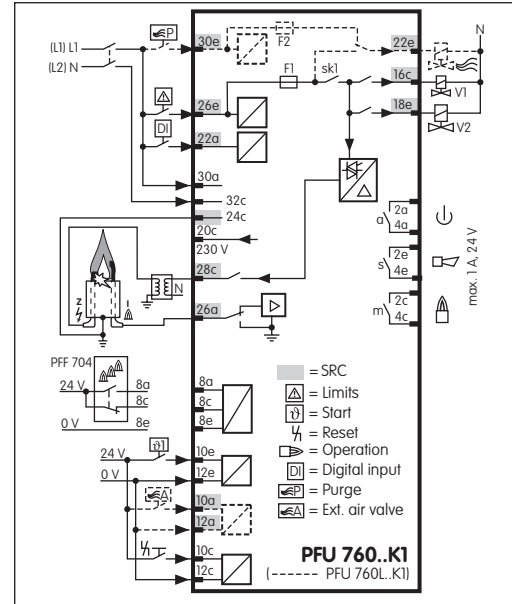 P
30e
F2
22e
N
(L1) L1
(L2) N
F1
sk1
16c
V1
26e
18e
V2
DI
22a
30a
32c
24c
20c
230 V
28c
N
26a
Z
I
a
2a
4a
s
2e
4e
m
2c
4c
max. 1 A, 24 V
PFF 704
24 V
8a
8c
0 V
8e
8a
8c
8e
= SRC
= Limits
ϑ = Start
= Reset
= Operation
DI = Digital input
P = Purge
A = Ext. air valve
24 V
ϑ1
10e
0 V
12e
A
10a
12a
10c
12c
PFU 760..K1
(------ PFU 760L..K1)